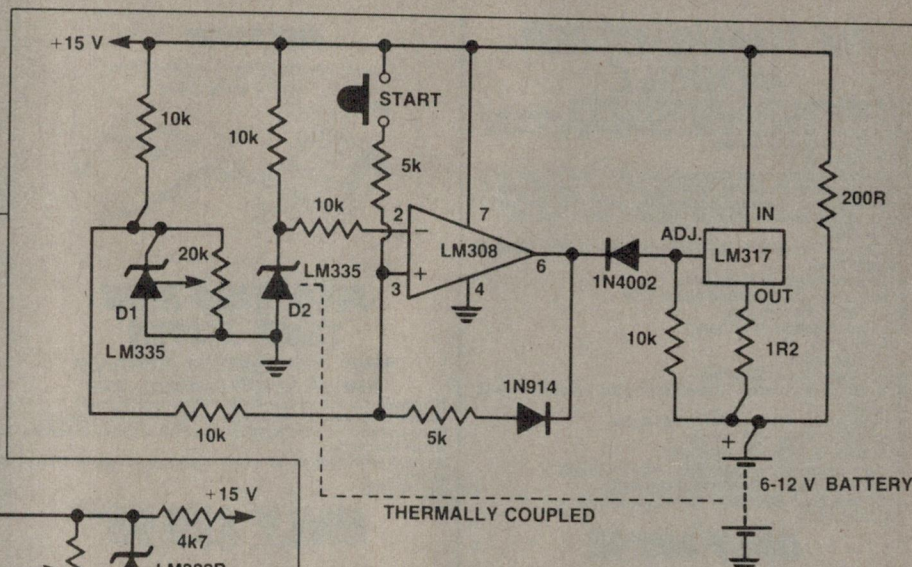 +15 V
10k
10k
START
5k
10k
2
7
200R
IN
ADJ.
LM308
6
LM317
20k
LM335
3
4
1N4002
OUT
D1
D2
LM335
10k
1R2
1N914
10k
5k
+
6-12 V BATTERY
THERMALLY COUPLED
+15 V
4k7